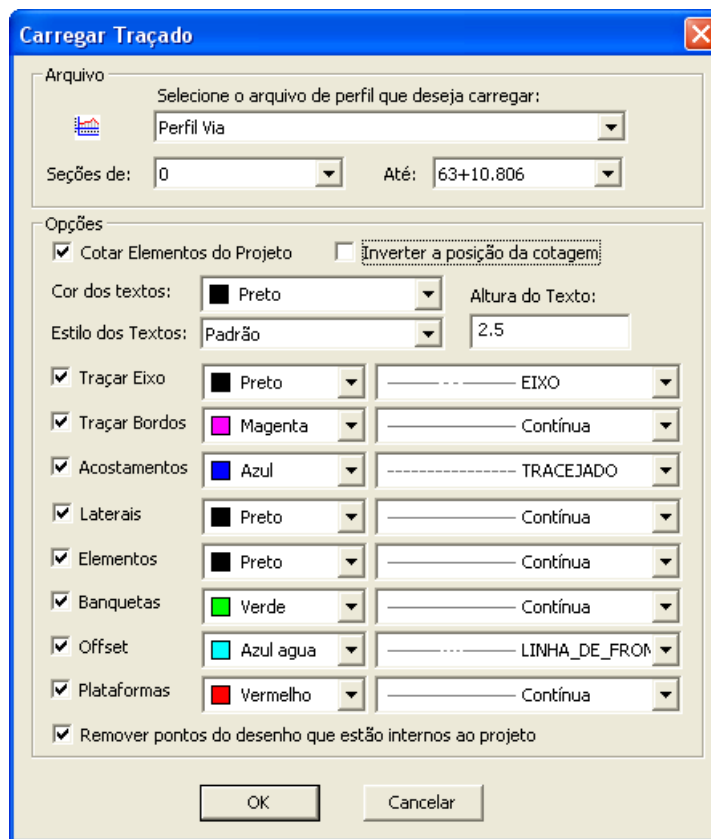 Carregar Traçado
Arquivo
Selecione o arquivo de perfil que deseja carregar:
Perfil Via
Seções de: 0 Até: 63+10.806
Opções
Cotar Elementos do Projeto Inverter a posição da cotagem
Cor dos textos: Preto Altura do Texto:
Estilo dos Textos: Padrão 2.5
Traçar Eixo Preto EIXO
Traçar Bordos Magenta Contínua
Acostamentos Azul TRACEJADO
Laterais Preto Contínua
Elementos Preto Contínua
Banquetas Verde Contínua
Offset Azul agua LINHA_DE_FRON
Plataformas Vermelho Contínua
Remover pontos do desenho que estão internos ao projeto
OK Cancelar